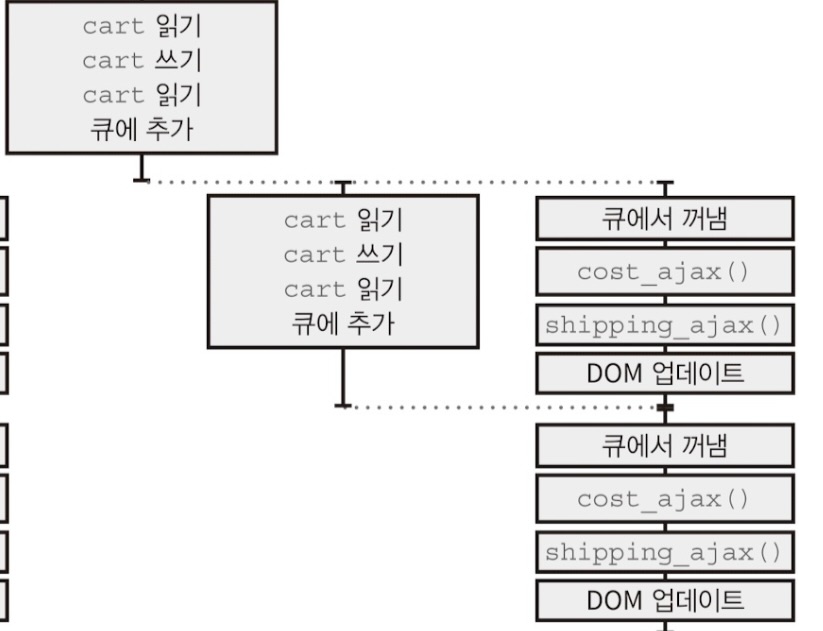 cart 읽기
cart 쓰기
cart 읽기
큐에 추가
cart 읽기
cart 쓰기
cart 읽기
큐에 추가
큐에서 꺼냄
cost_ajax()
shipping_ajax()
DOM 업데이트
큐에서 꺼냄
cost_ajax()
shipping_ajax()
DOM 업데이트